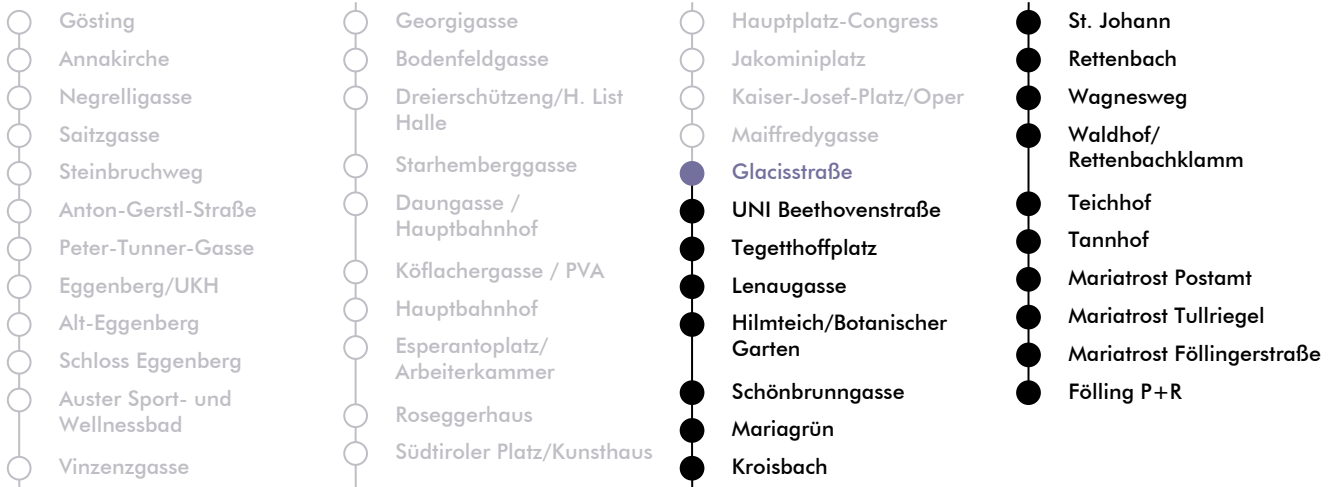 Gösting
Annakirche
Negrelligasse
Saitzgasse
Steinbruchweg
Anton-Gerstl-Straße
Peter-Tunner-Gasse
Eggenberg/UKH
Alt-Eggenberg
Schloss Eggenberg
Auster Sport- und
Wellnessbad
Vinzenzgasse
Georgigasse
Bodenfeldgasse
Dreierschützeng/H. List
Halle
Starhemberggasse
Daungasse /
Hauptbahnhof
Köflachergasse / PVA
Hauptbahnhof
Esperantoplatz/
Arbeiterkammer
Roseggerhaus
Südtiroler Platz/Kunsthaus
Hauptplatz-Congress
Jakominiplatz
Kaiser-Josef-Platz/Oper
Maiffredygasse
Glacisstraße
UNI Beethovenstraße
Tegetthoffplatz
Lenaugasse
Hilmteich/Botanischer
Garten
Schönbrunngasse
Mariagrün
Kroisbach
St. Johann
Rettenbach
Wagnesweg
Waldhof/
Rettenbachklamm
Teichhof
Tannhof
Mariatrost Postamt
Mariatrost Tullriegel
Mariatrost Föllingerstraße
Fölling P+R